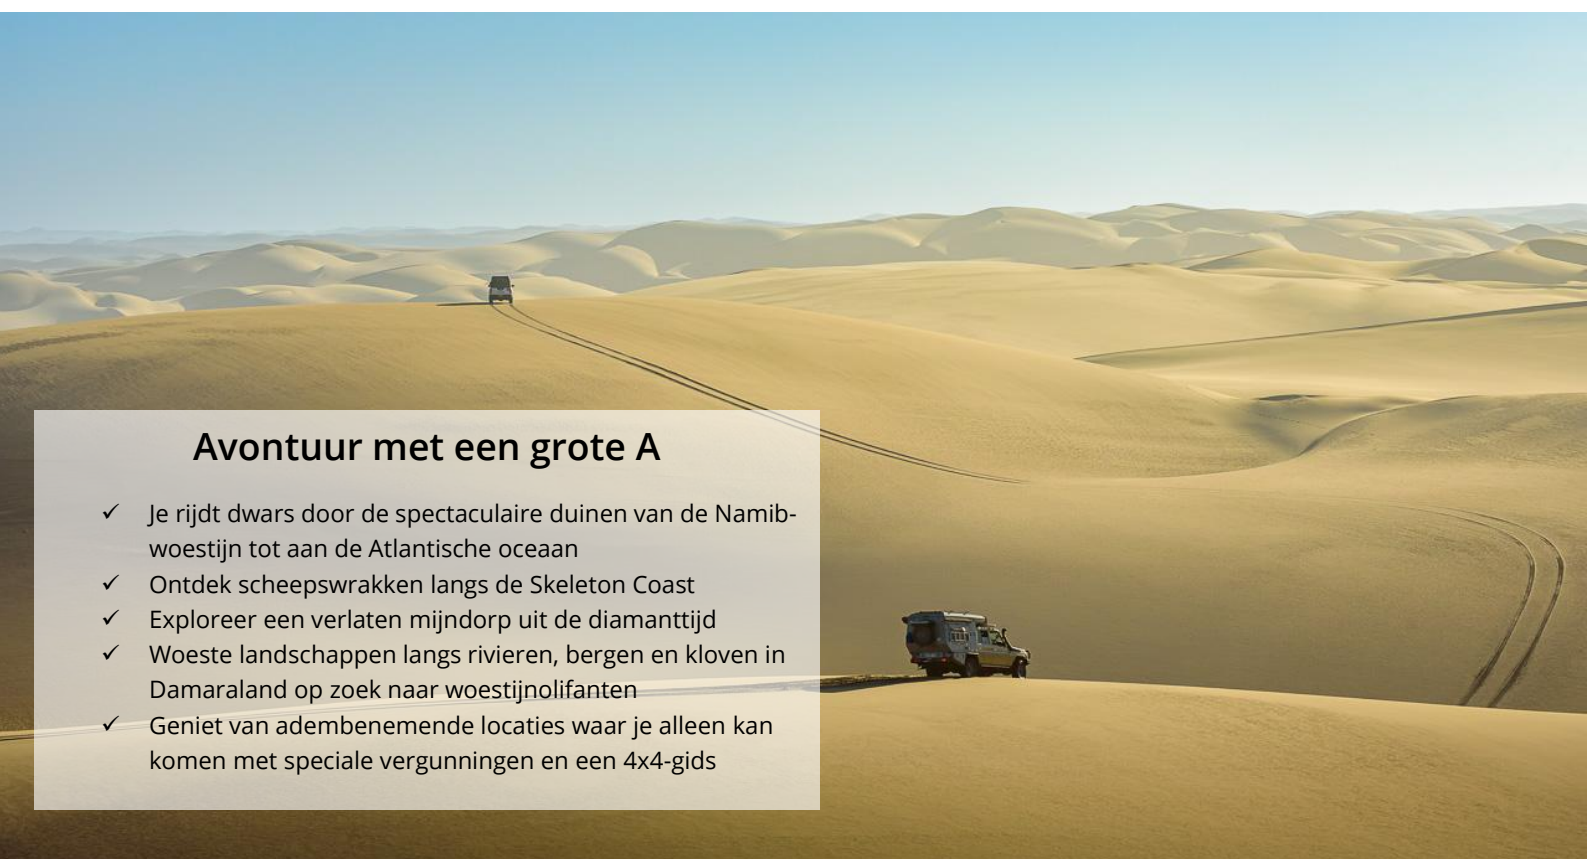 Avontuur met een grote A
✓ Je rijdt dwars door de spectaculaire duinen van de Namib-
woestijn tot aan de Atlantische oceaan
✓ Ontdek scheepswrakken langs de Skeleton Coast
✓ Exploreer een verlaten mijndorp uit de diamanttijd
✓ Woeste landschappen langs rivieren, bergen en kloven in
Damaraland op zoek naar woestijnolifanten
✓ Geniet van adembenemende locaties waar je alleen kan
komen met speciale vergunningen en een 4x4-gids